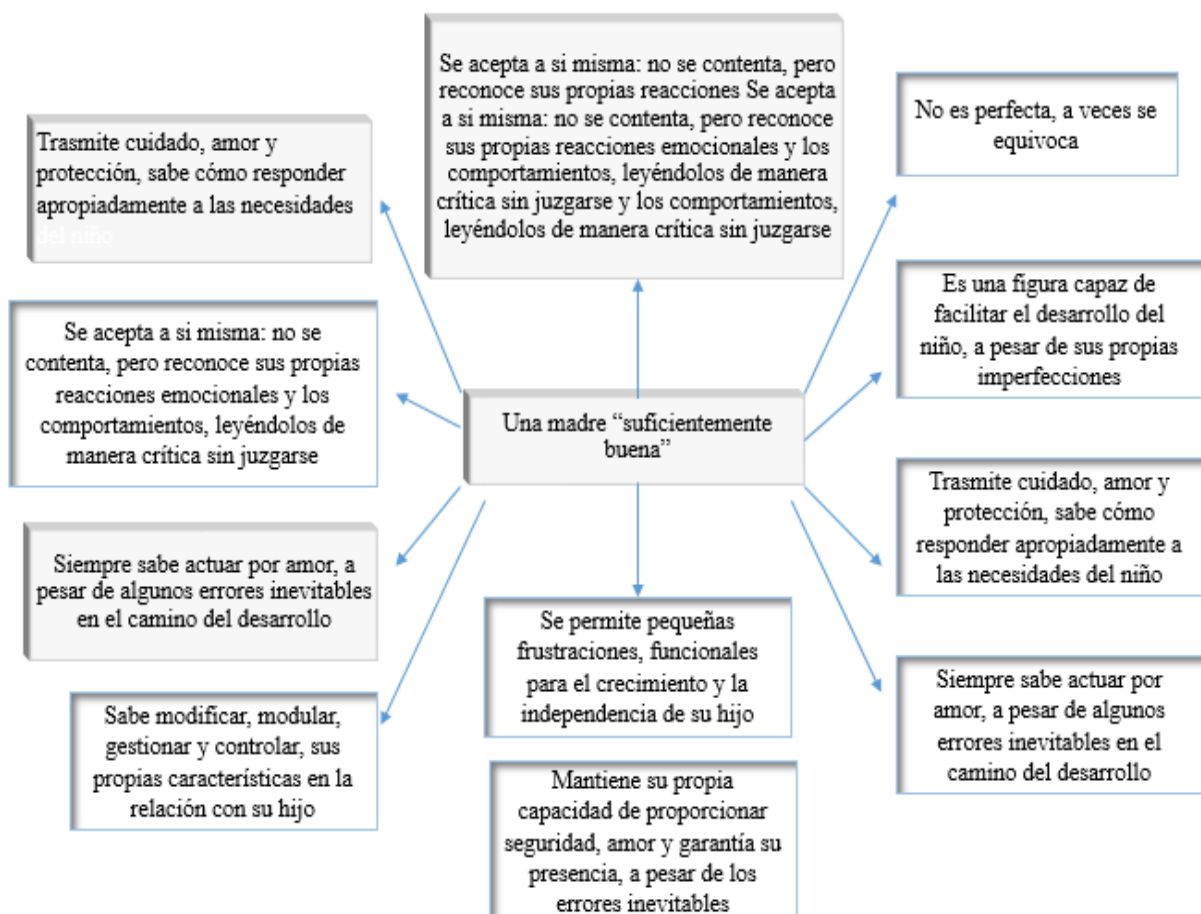 Se acepta a si misma: no se contenta, pero
reconoce sus propias reacciones Se acepta
a si misma: no se contenta, pero reconoce
sus propias reacciones emocionales y los
comportamientos, leyéndolos de manera
crítica sin juzgarse y los comportamientos,
leyéndolos de manera crítica sin juzgarse
No es perfecta, a veces se
equivoca
Trasmite cuidado, amor y
protección, sabe cómo responder
apropiadamente a las necesidades
del niño
Es una figura capaz de
facilitar el desarrollo del
niño, a pesar de sus propias
imperfecciones
Se acepta a si misma: no se
contenta, pero reconoce sus propias
reacciones emocionales y los
comportamientos, leyéndolos de
manera crítica sin juzgarse
Una madre “suficientemente
buena”
Trasmite cuidado, amor y
protección, sabe cómo
responder apropiadamente a
las necesidades del niño
Siempre sabe actuar por amor, a
pesar de algunos errores inevitables
en el camino del desarrollo
Se permite pequeñas
frustraciones, funcionales
para el crecimiento y la
independencia de su hijo
Siempre sabe actuar por
amor, a pesar de algunos
errores inevitables en el
camino del desarrollo
Sabe modificar, modular,
gestionar y controlar, sus
propias características en la
relación con su hijo
Mantiene su propia
capacidad de proporcionar
seguridad, amor y garantía su
presencia, a pesar de los
errores inevitables